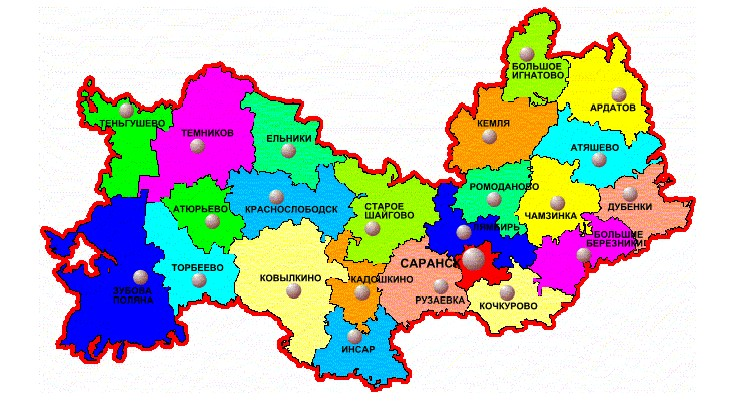 БОЛЬШОЕ
ИГНАТОВО
АРДАТОВ
ТЕНЬГУШЕВО
ТЕМНИКОВ
ЕЛЬНИКИ
КЕМЛЯ
АТЯШЕВО
РОМОДАНОВО
АТЮРЬЕВО
КРАСНОСЛОБОДСК
СТАРОЕ
ШАЙГОВО
ЧАМЗИНКА
ДУБЕНКИ
ЛЯМБИРЬ
БОЛЬШИЕ
БЕРЕЗНИКИ
САРАНСК
ТОРБЕЕВО
КОВЫЛКИНО
КАДОШКИНО
ЗУБОВА
ПОЛЯНА
РУЗАЕВКА
КОЧКУРОВО
ИНСАР